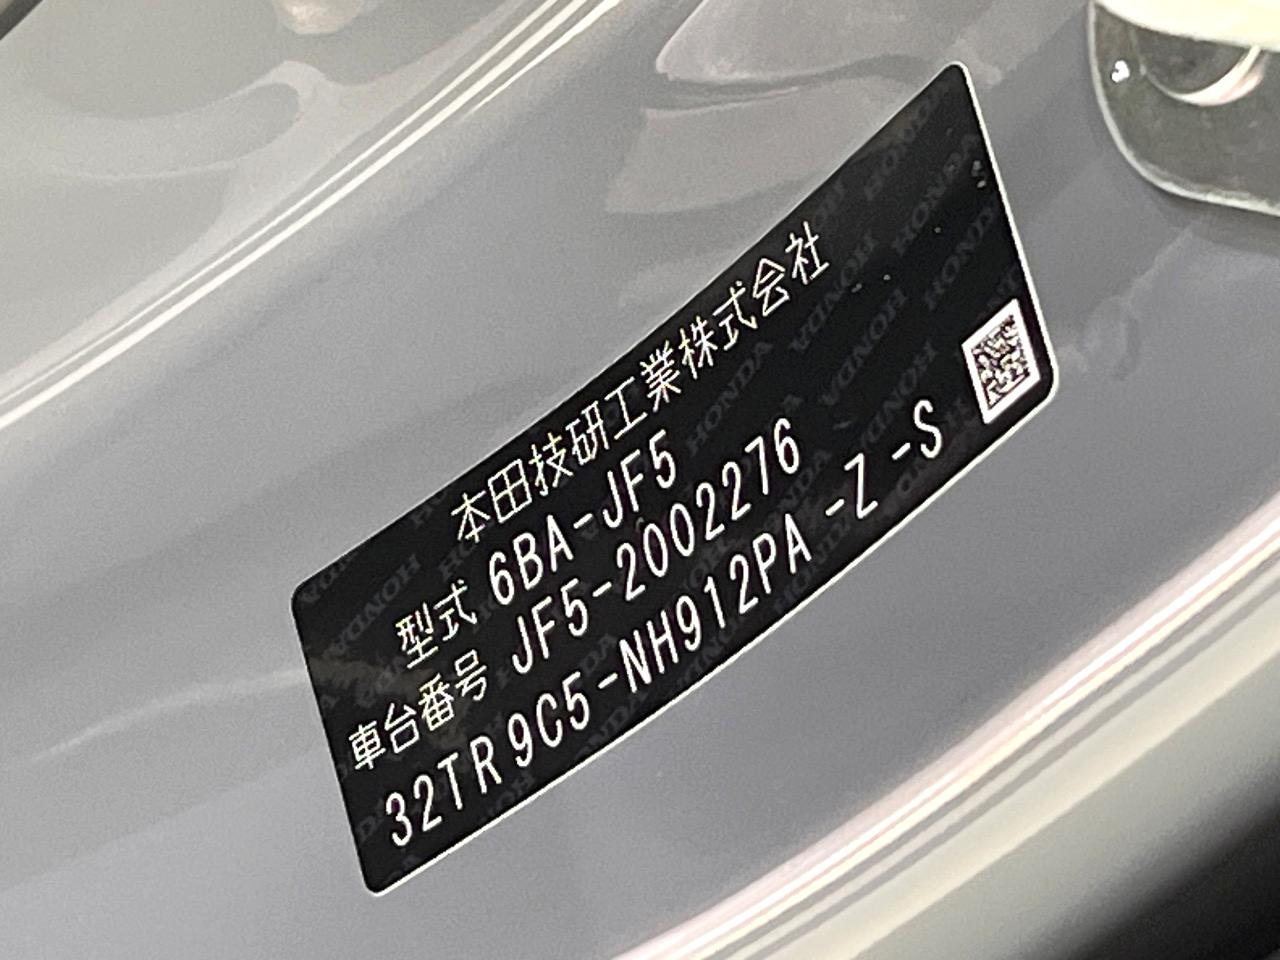 本田技研工業株式会社
型式 6BA-JF5
車台番号 JF5-2002276
32TR9C5-NH912PA -Z -S